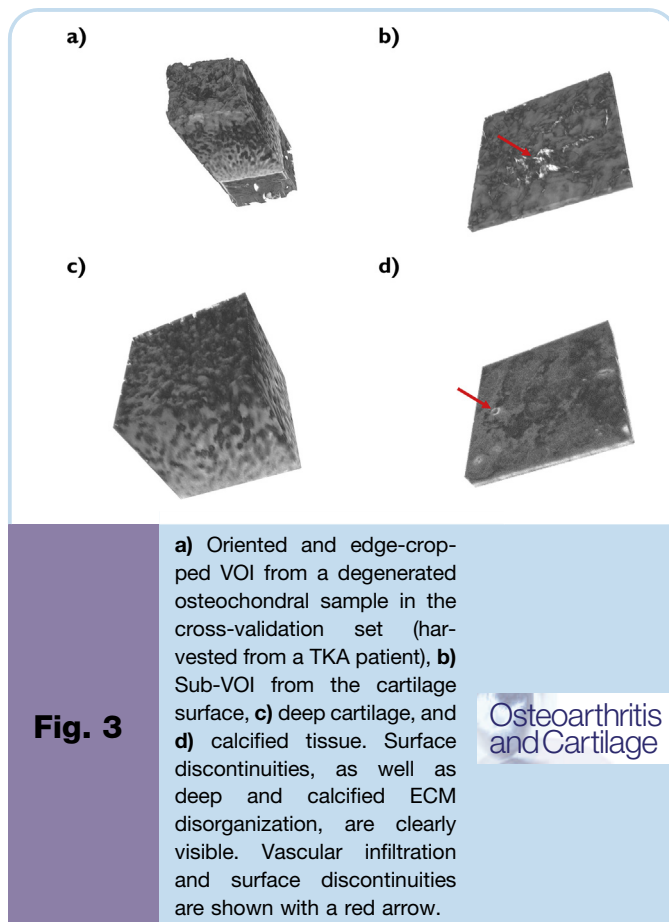 a)
b)
c)
d)
Fig. 3
a) Oriented and edge-crop-
ped VOI from a degenerated
osteochondral sample in the
cross-validation set (har-
vested from a TKA patient), b)
Sub-VOI from the cartilage
surface, c) deep cartilage, and
d) calcified tissue. Surface
discontinuities, as well as
deep and calcified ECM
disorganization, are clearly
visible. Vascular infiltration
and surface discontinuities
are shown with a red arrow.
Osteoarthritis
and Cartilage